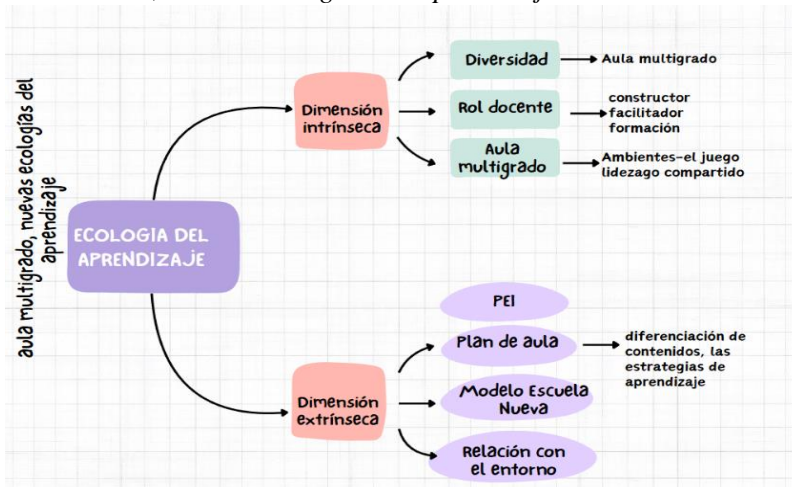 aula multigrado, nuevas ecologías del
aprendizaje
ECOLOGIA DEL
APRENDIZAJE
Dimensión
intrínseca
Diversidad
Aula multigrado
Rol docente
constructor
facilitador
formación
Aula
multigrado
Ambientes-el juego
lidezago compartido
Dimensión
extrínseca
PEI
Plan de aula
diferenciación de
contenidos, las
estrategias de
aprendizaje
Modelo Escuela
Nueva
Relación con
el entorno